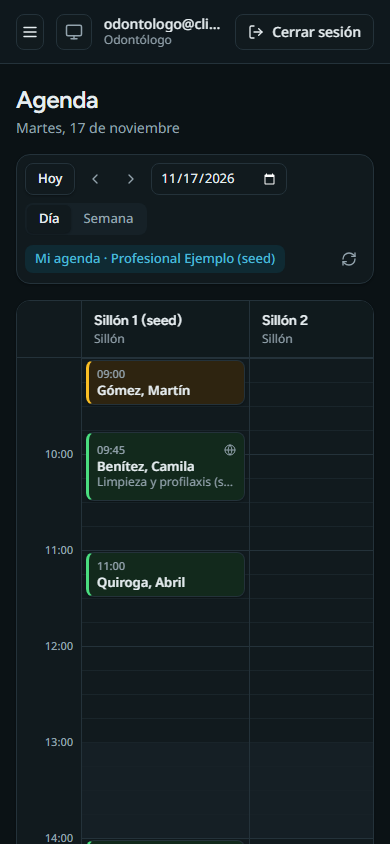 odontologo@cli...
Odontólogo
Cerrar sesión
Agenda
Martes, 17 de noviembre
Hoy
11/17/2026
Día
Semana
Mi agenda · Profesional Ejemplo (seed)
Sillón 1 (seed)
Sillón
Sillón 2
Sillón
09:00
Gómez, Martín
09:45
Benítez, Camila
Limpieza y profilaxis (s...
10:00
11:00
11:00
Quiroga, Abril
12:00
13:00
14:00